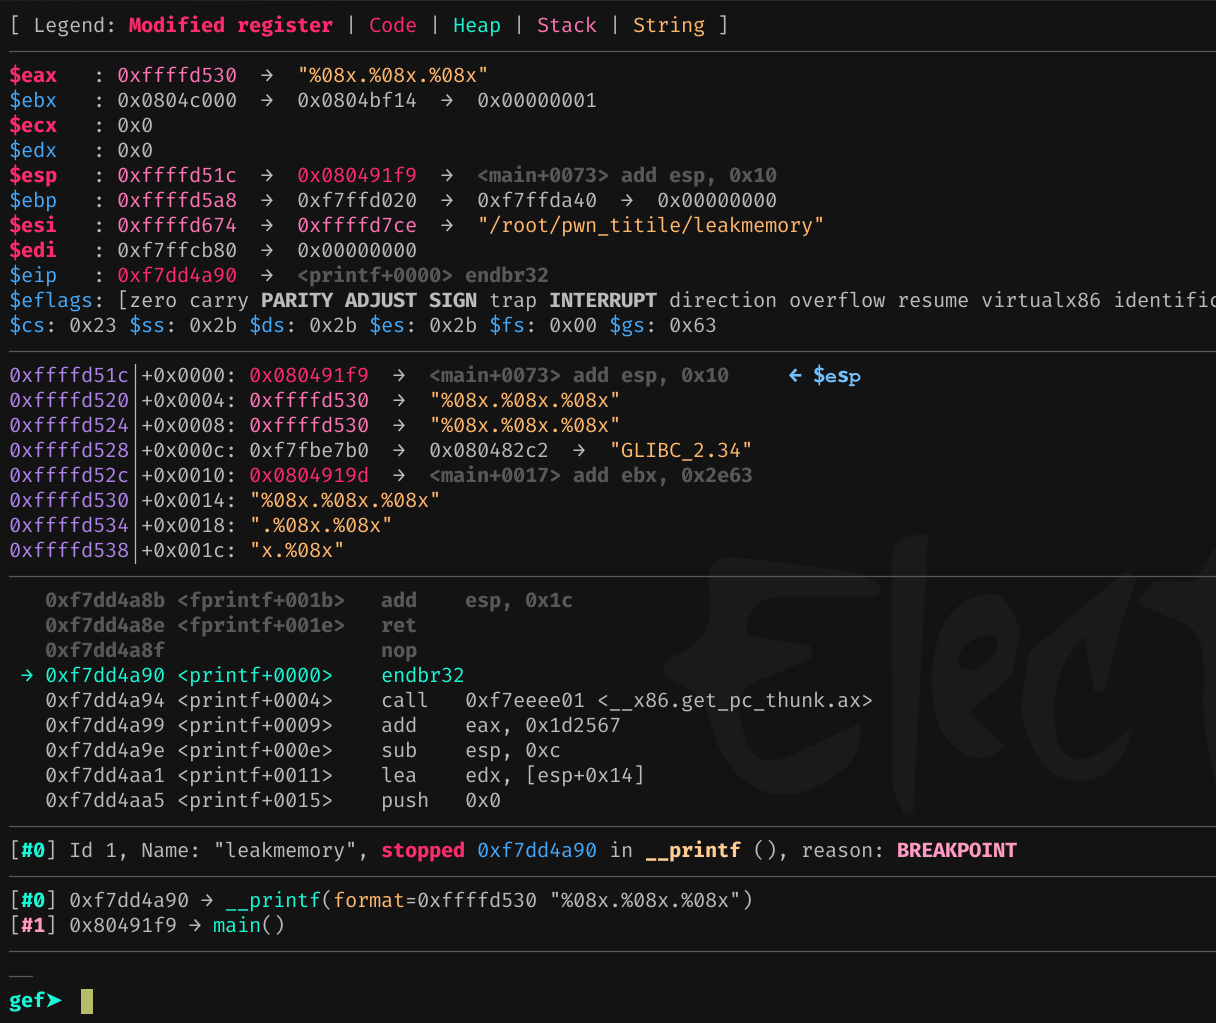 [ Legend: Modified register | Code | Heap | Stack | String ]
$eax   : 0xffffd530  →  "%08x.%08x.%08x"
$ebx   : 0x0804c000  →  0x0804bf14  →  0x00000001
$ecx   : 0x0
$edx   : 0x0
$esp   : 0xffffd51c  →  0x080491f9  →  <main+0073> add esp, 0x10
$ebp   : 0xffffd5a8  →  0xf7ffd020  →  0xf7ffda40  →  0x00000000
$esi   : 0xffffd674  →  0xffffd7ce  →  "/root/pwn_titile/leakmemory"
$edi   : 0xf7ffcb80  →  0x00000000
$eip   : 0xf7dd4a90  →  <printf+0000> endbr32
$eflags: [zero carry PARITY ADJUST SIGN trap INTERRUPT direction overflow resume virtualx86 identific
$cs: 0x23 $ss: 0x2b $ds: 0x2b $es: 0x2b $fs: 0x00 $gs: 0x63
0xffffd51c│+0x0000: 0x080491f9  →  <main+0073> add esp, 0x10     ← $esp
0xffffd520│+0x0004: 0xffffd530  →  "%08x.%08x.%08x"
0xffffd524│+0x0008: 0xffffd530  →  "%08x.%08x.%08x"
0xffffd528│+0x000c: 0xf7fbe7b0  →  0x080482c2  →  "GLIBC_2.34"
0xffffd52c│+0x0010: 0x0804919d  →  <main+0017> add ebx, 0x2e63
0xffffd530│+0x0014: "%08x.%08x.%08x"
0xffffd534│+0x0018: ".%08x.%08x"
0xffffd538│+0x001c: "x.%08x"
0xf7dd4a8b <fprintf+001b>   add    esp, 0x1c
0xf7dd4a8e <fprintf+001e>   ret
0xf7dd4a8f                  nop
→ 0xf7dd4a90 <printf+0000>    endbr32
0xf7dd4a94 <printf+0004>    call   0xf7eeee01 <__x86.get_pc_thunk.ax>
0xf7dd4a99 <printf+0009>    add    eax, 0x1d2567
0xf7dd4a9e <printf+000e>    sub    esp, 0xc
0xf7dd4aa1 <printf+0011>    lea    edx, [esp+0x14]
0xf7dd4aa5 <printf+0015>    push   0x0
[#0] Id 1, Name: "leakmemory", stopped 0xf7dd4a90 in __printf (), reason: BREAKPOINT
[#0] 0xf7dd4a90 → __printf(format=0xffffd530 "%08x.%08x.%08x")
[#1] 0x80491f9 → main()
gef➤